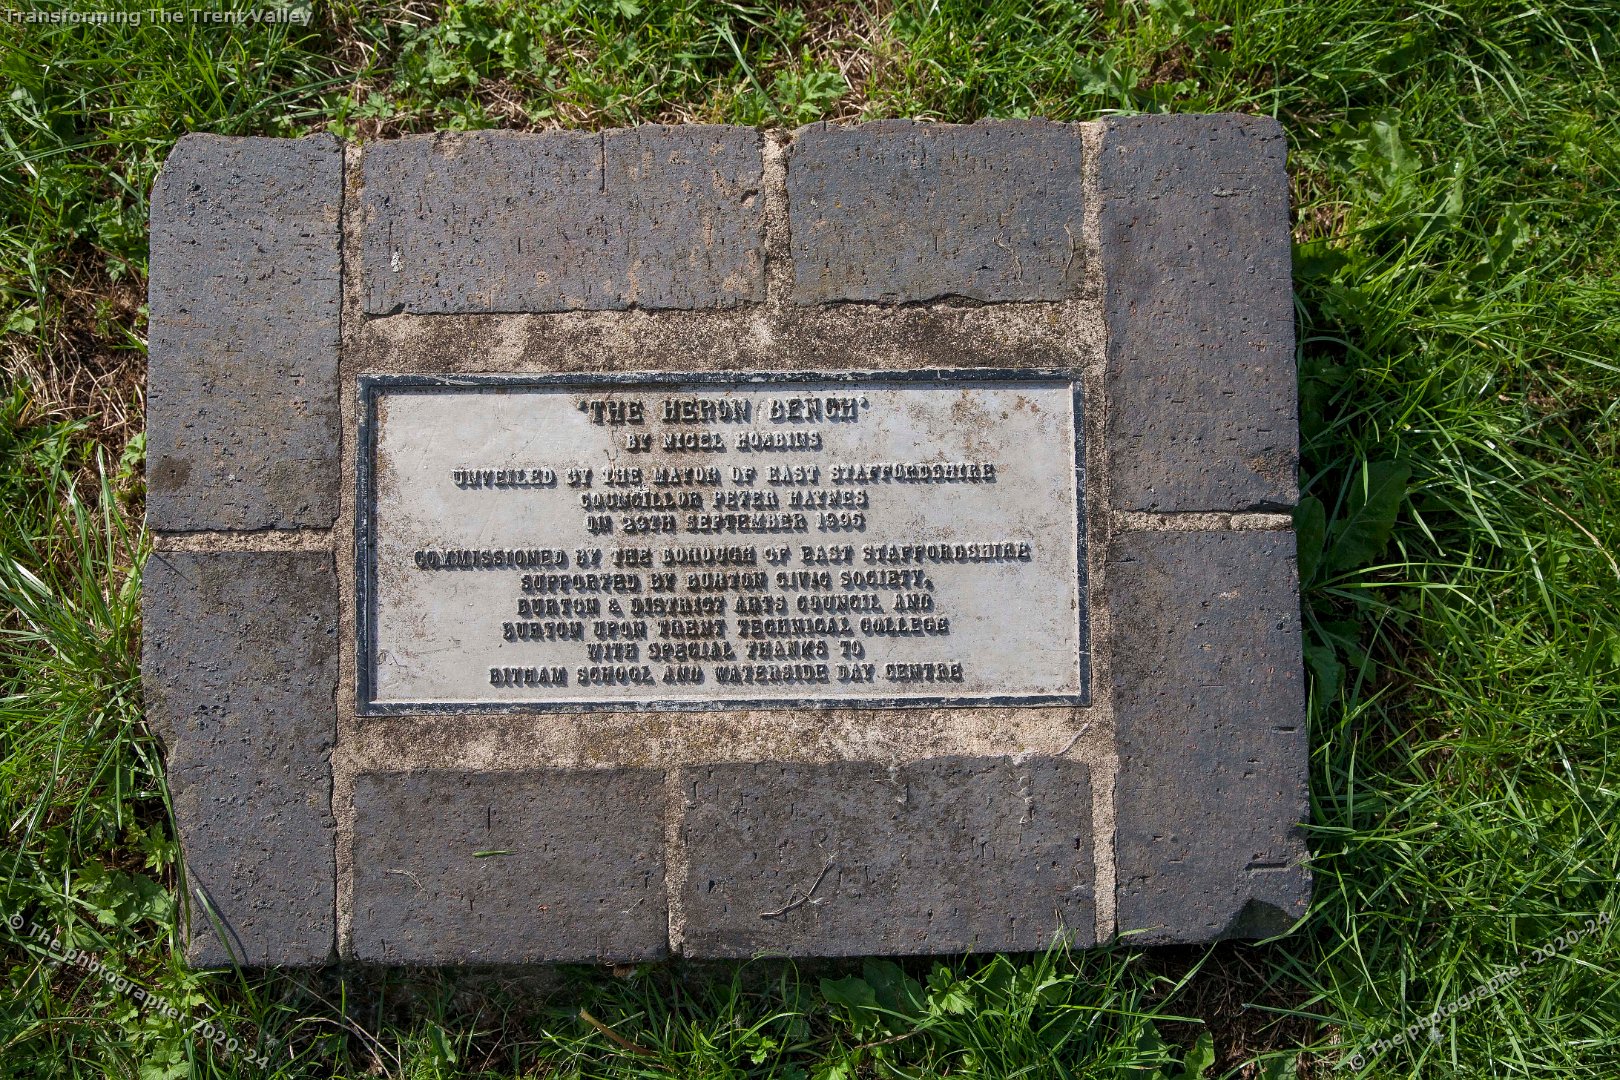 Transforming The Trent Valley
'THE HERON BENCH'
BY NIGEL ROBBINS
UNVEILED BY THE MAYOR OF EAST STAFFORDSHIRE
COUNCILLOR PETER HAYNES
ON SEPTEMBER
COMMISSIONED BY THE BOROUGH OF EAST STAFFORDSHIRE
SUPPORTED BY BURTON CIVIC SOCIETY,
BURTON & DISTRICT ARTS COUNCIL AND
BURTON UPON TRENT TECHNICAL COLLEGE
WITH SPECIAL THANKS TO
BITHAM SCHOOL AND WATERSIDE DAY CENTRE
© The photographer 2020-24
© The photographer 2020-24